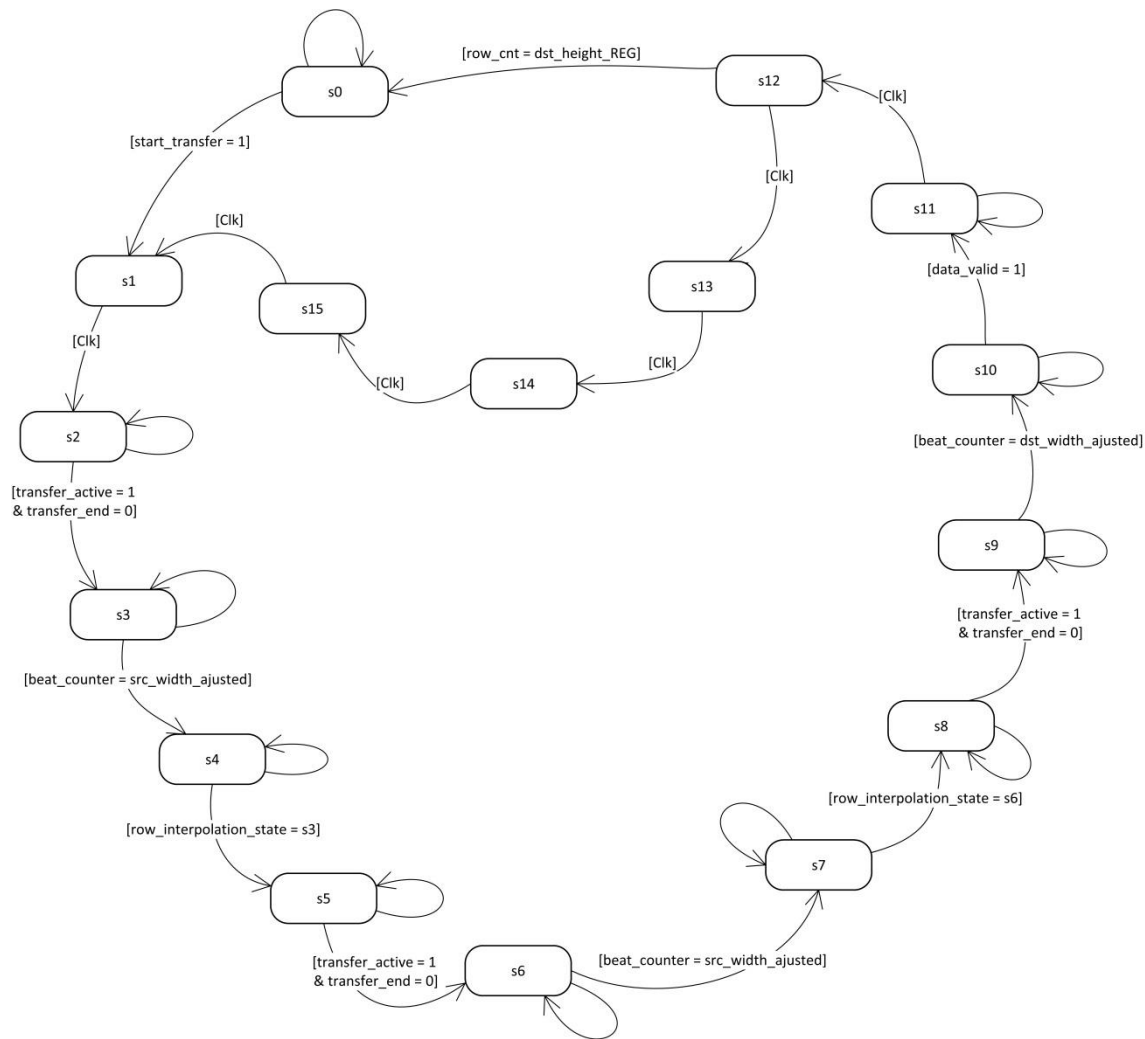 [row_cnt = dst_height_REG]
s12
s0
[Clk]
[start_transfer = 1]
[Clk]
s11
[Clk]
[data_valid = 1]
s1
s13
s15
[Clk]
[Clk]
s10
[Clk]
s14
s2
[beat_counter = dst_width_ajusted]
[transfer_active = 1
& transfer_end = 0]
s9
s3
[transfer_active = 1
& transfer_end = 0]
[beat_counter = src_width_ajusted]
s8
s4
[row_interpolation_state = s6]
[row_interpolation_state = s3]
s7
s5
[transfer_active = 1
& transfer_end = 0]
[beat_counter = src_width_ajusted]
s6